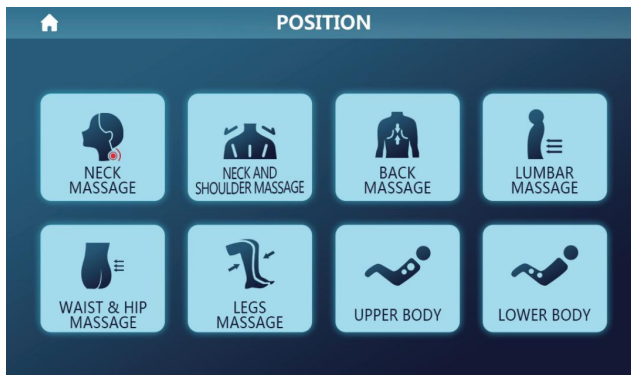 POSITION
NECK
MASSAGE
NECK AND
SHOULDER MASSAGE
BACK
MASSAGE
LUMBAR
MASSAGE
WAIST & HIP
MASSAGE
LEGS
MASSAGE
UPPER BODY
LOWER BODY